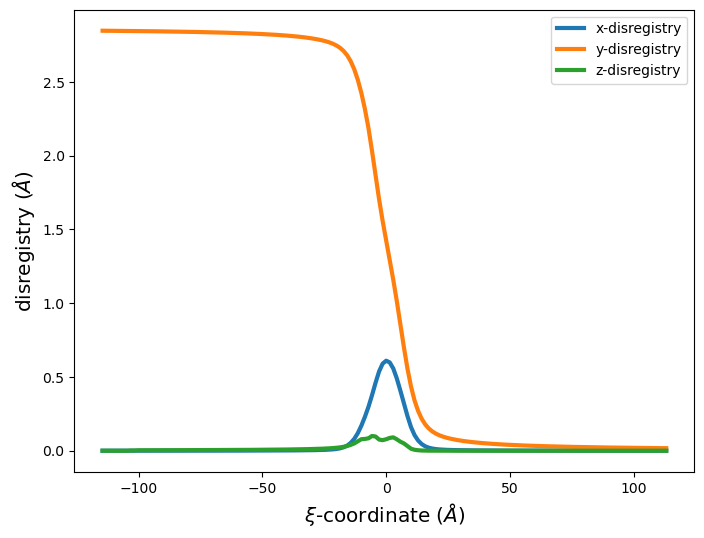 x-disregistry
y-disregistry
z-disregistry
disregistry (Å)
2.5
2.0
1.5
1.0
0.5
0.0
−100
−50
0
50
100
ξ-coordinate (Å)